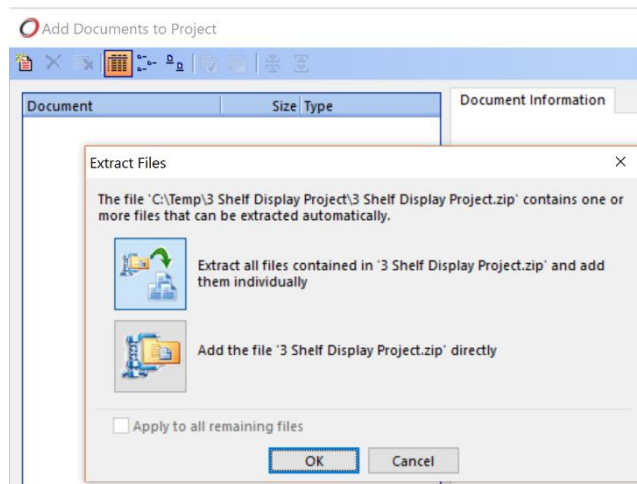 Add Documents to Project
Document Size Type
Document Information
Extract Files
The file 'C:\Temp\3 Shelf Display Project\3 Shelf Display Project.zip' contains one or
more files that can be extracted automatically.
Extract all files contained in '3 Shelf Display Project.zip' and add
them individually
Add the file '3 Shelf Display Project.zip' directly
Apply to all remaining files
OK Cancel